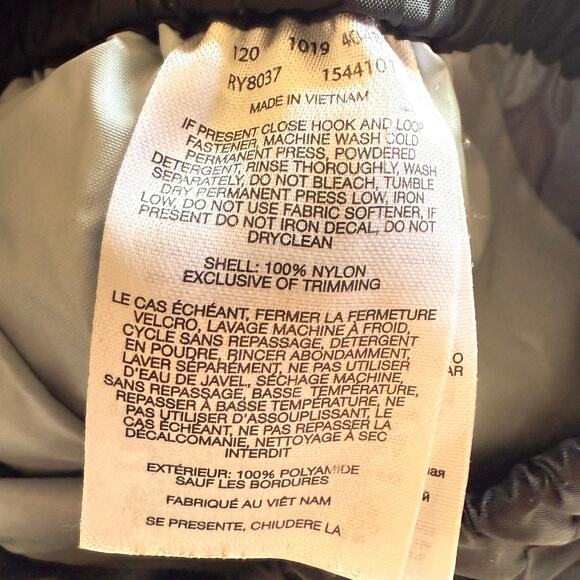 120 1019
RY8037 1544101
MADE IN VIETNAM
IF PRESENT CLOSE HOOK AND LOOP
FASTENER, MACHINE WASH COLD
PERMANENT PRESS, POWDERED
DETERGENT, RINSE THOROUGHLY, WASH
SEPARATELY, DO NOT BLEACH, TUMBLE
DRY PERMANENT PRESS LOW, IRON
LOW, DO NOT USE FABRIC SOFTENER, IF
PRESENT DO NOT IRON DECAL, DO NOT
DRYCLEAN
SHELL: 100% NYLON
EXCLUSIVE OF TRIMMING
LE CAS ÉCHÉANT, FERMER LA FERMETURE
VELCRO, LAVAGE MACHINE À FROID,
CYCLE SANS REPASSAGE, DÉTERGENT
EN POUDRE, RINCER ABONDAMMENT,
LAVER SÉPARÉMENT, NE PAS UTILISER
D'EAU DE JAVEL, SÉCHAGE MACHINE
SANS REPASSAGE, BASSE TEMPÉRATURE,
REPASSER À BASSE TEMPÉRATURE, NE
PAS UTILISER D'ASSOUPLISSANT, LE
CAS ÉCHÉANT, NE PAS REPASSER LA
DÉCALCOMANIE, NETTOYAGE À SEC
INTERDIT
EXTÉRIEUR: 100% POLYAMIDE
SAUF LES BORDURES
FABRIQUÉ AU VIÊT NAM
SE PRESENTE, CHIUDERE LA